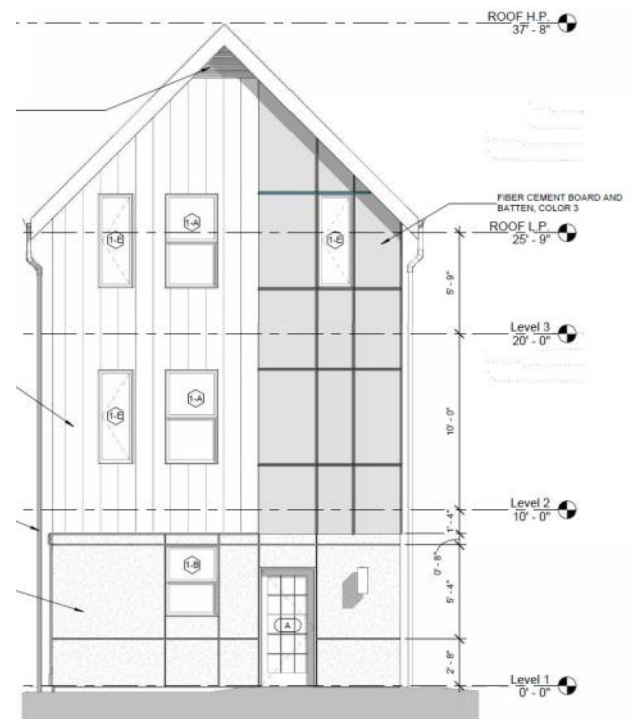 ROOF H.P.
37' - 8"
FIBER CEMENT BOARD AND
BATTEN, COLOR 3
1-E
1-A
1-E
ROOF L.P.
25' - 9"
5' - 9"
Level 3
20' - 0"
1-E
1-A
10' - 0"
Level 2
10' - 0"
1' - 4"
0' - 8"
1-B
5' - 4"
A
2' - 8"
Level 1
0' - 0"